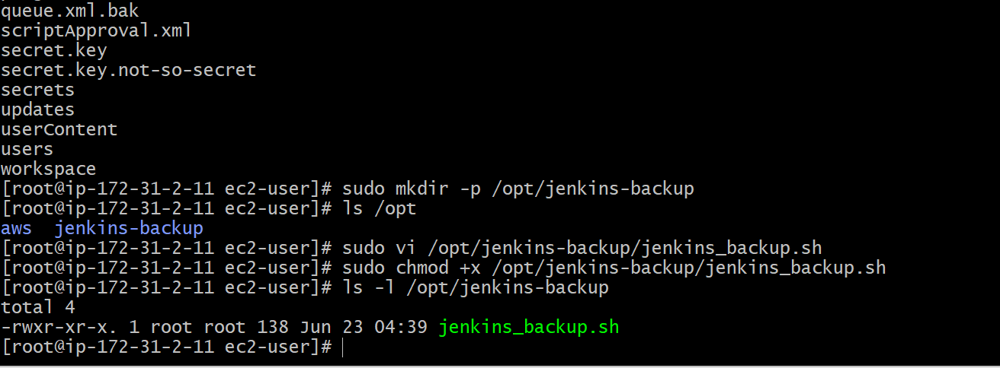 queue.xml.bak
scriptApproval.xml
secret.key
secret.key.not-so-secret
secrets
updates
userContent
users
workspace
[root@ip-172-31-2-11 ec2-user]# sudo mkdir -p /opt/jenkins-backup
[root@ip-172-31-2-11 ec2-user]# ls /opt
aws  jenkins-backup
[root@ip-172-31-2-11 ec2-user]# sudo vi /opt/jenkins-backup/jenkins_backup.sh
[root@ip-172-31-2-11 ec2-user]# sudo chmod +x /opt/jenkins-backup/jenkins_backup.sh
[root@ip-172-31-2-11 ec2-user]# ls -l /opt/jenkins-backup
total 4
-rwxr-xr-x. 1 root root 138 Jun 23 04:39 jenkins_backup.sh
[root@ip-172-31-2-11 ec2-user]#